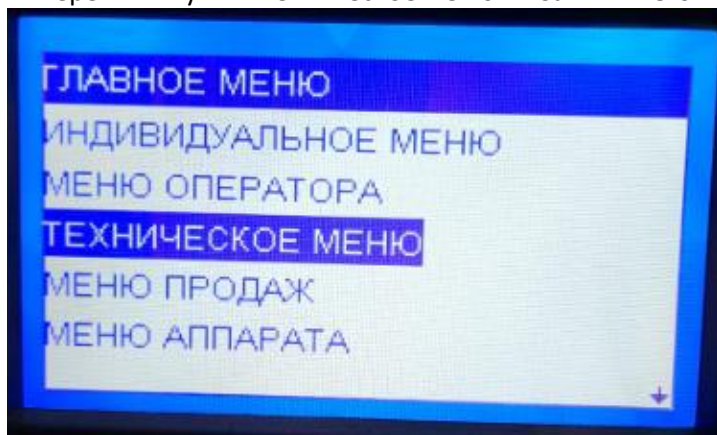 ГЛАВНОЕ МЕНЮ
ИНДИВИДУАЛЬНОЕ МЕНЮ
МЕНЮ ОПЕРАТОРА
ТЕХНИЧЕСКОЕ МЕНЮ
МЕНЮ ПРОДАЖ
МЕНЮ АППАРАТА